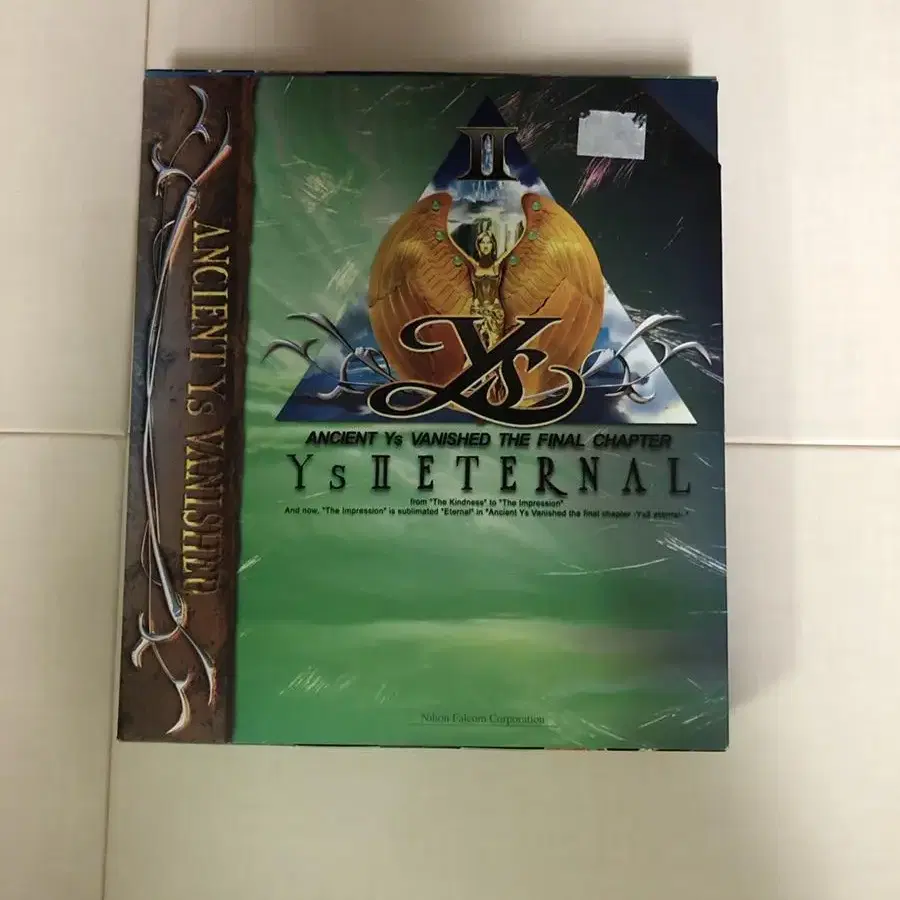 ANCIENT Ys VANISHED
II
Ys
ANCIENT Ys VANISHED THE FINAL CHAPTER
Ys II ETERNAL
from "The Kindness" to "The Impression"
And now, "The Impression" is sublimated "Eternal" in "Ancient Ys Vanished the final chapter -YsII eternal-"
Nihon Falcom Corporation